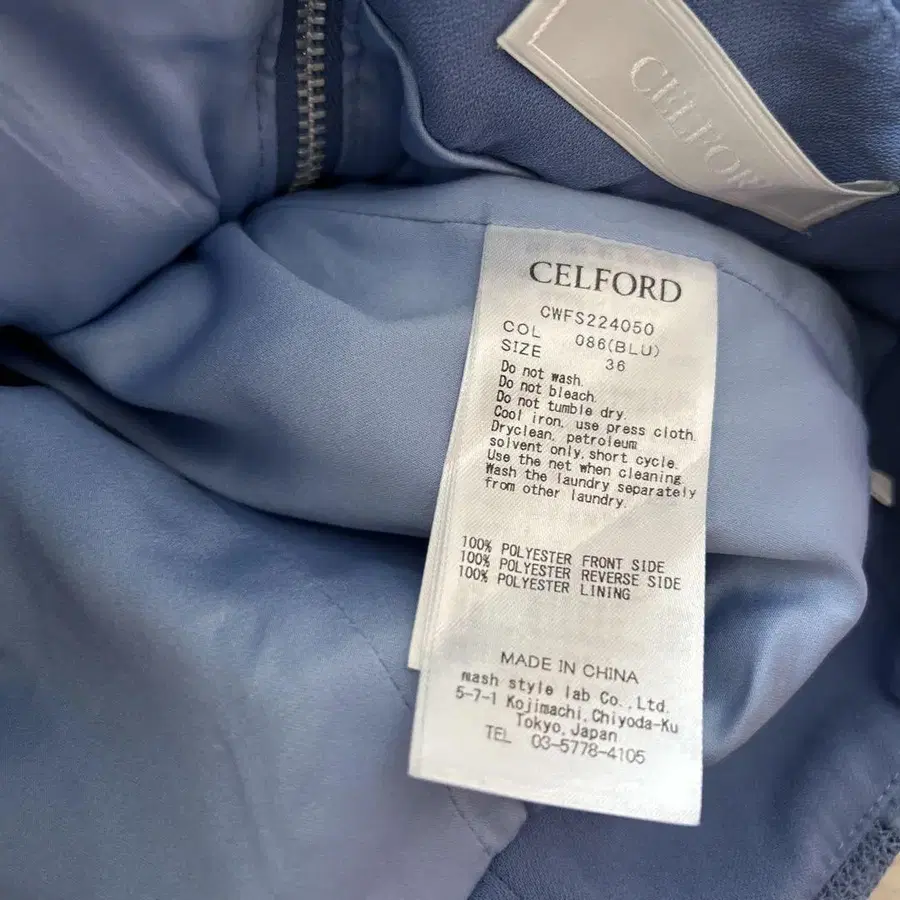 CELFORD
CELFORD
CWFS224050
COL 086(BLU)
SIZE 36
Do not wash.
Do not bleach.
Do not tumble dry.
Cool iron, use press cloth.
Dryclean, petroleum
solvent only, short cycle.
Use the net when cleaning.
Wash the laundry separately
from other laundry.
100% POLYESTER FRONT SIDE
100% POLYESTER REVERSE SIDE
100% POLYESTER LINING
MADE IN CHINA
mash style lab Co., Ltd.
5-7-1 Kojimachi, Chiyoda-Ku
Tokyo, Japan
TEL 03-5778-4105